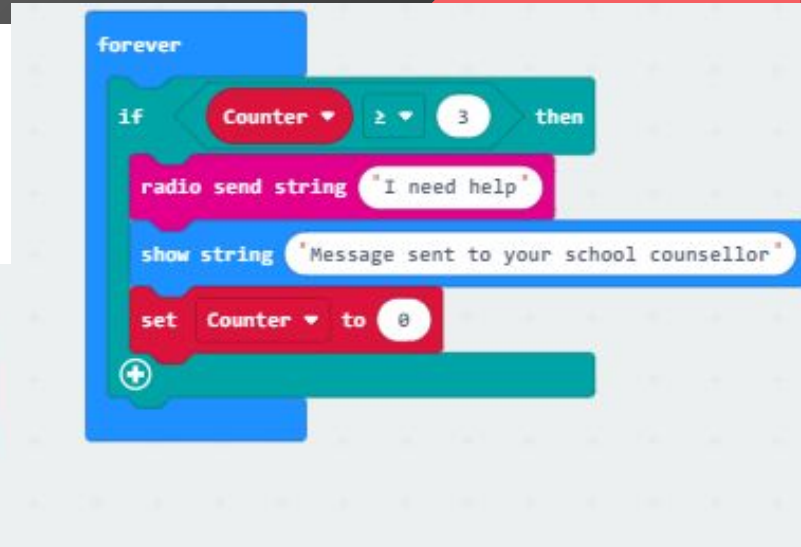 forever
if Counter ≥ 3 then
radio send string "I need help"
show string "Message sent to your school counsellor"
set Counter to 0